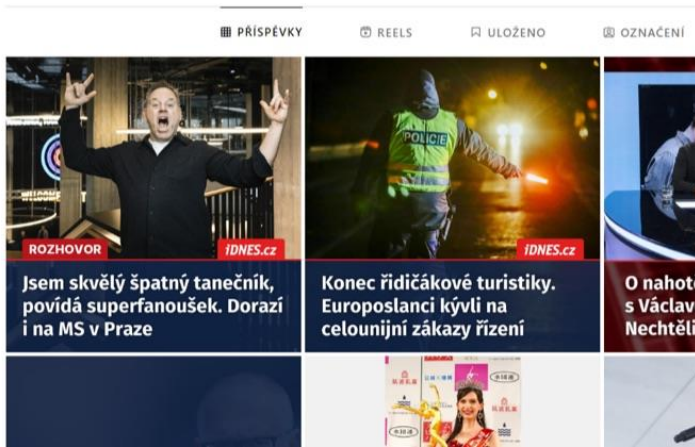 PŘÍSPĚVKY
REELS
ULOŽENO
OZNAČENÍ
WELCOME
POLICIE
ROZHOVOR
iDNES.cz
iDNES.cz
Jsem skvělý špatný tanečník,
povídá superfanoušek. Dorazí
i na MS v Praze
Konec řidičákové turistiky.
Europoslanci kývli na
celounijní zákazy řízení
O nahot
s Václav
Nechtěli